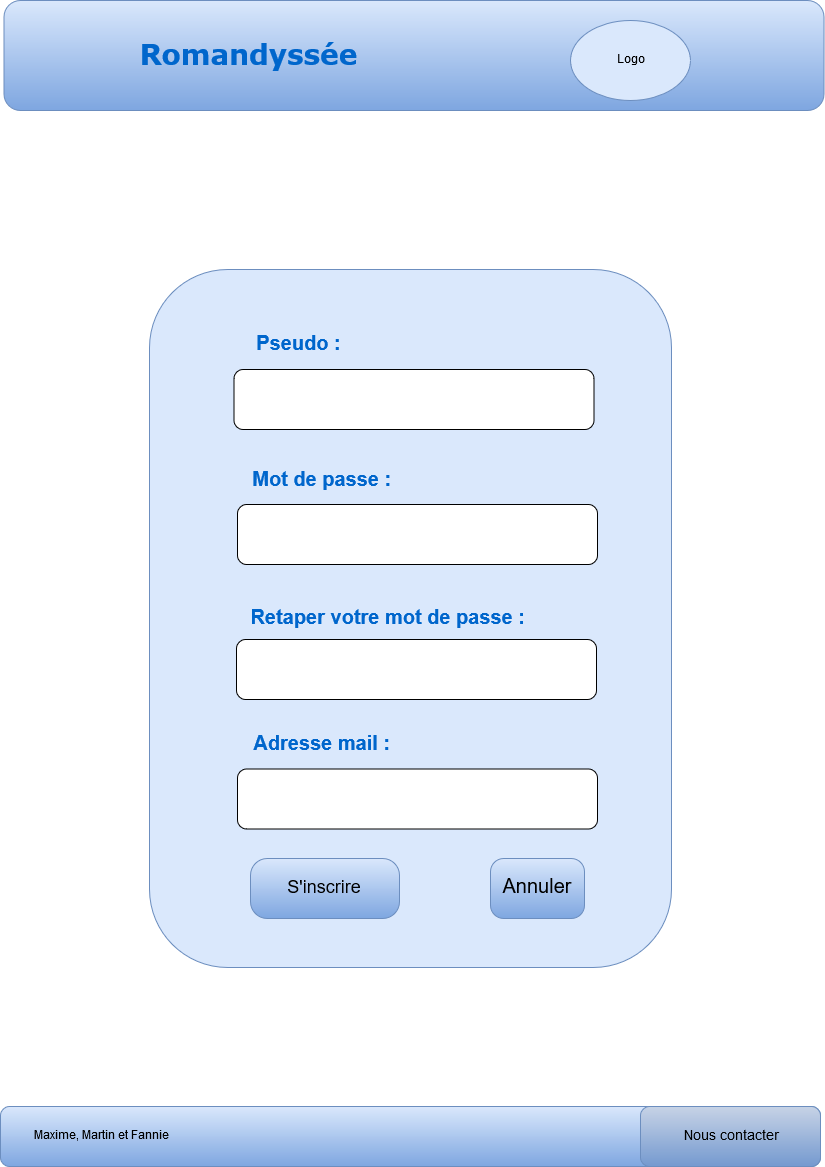 Romandyssée
Logo
Pseudo :
Mot de passe :
Retaper votre mot de passe :
Adresse mail :
S'inscrire
Annuler
Maxime, Martin et Fannie
Nous contacter